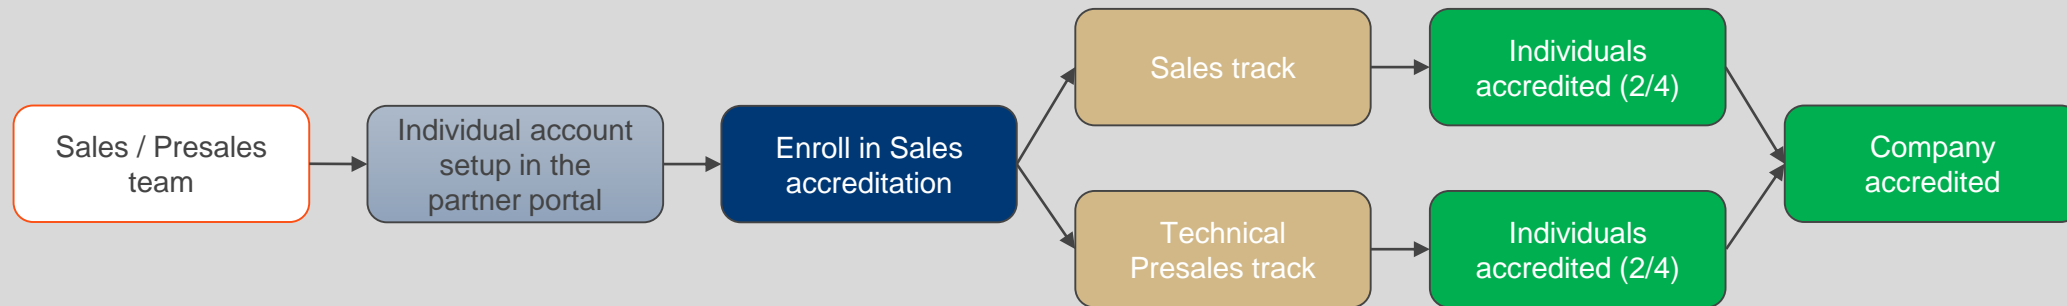 Sales / Presales
team
Individual account
setup in the
partner portal
Enroll in Sales
accreditation
Sales track
Individuals
accredited (2/4)
Technical
Presales track
Individuals
accredited (2/4)
Company
accredited